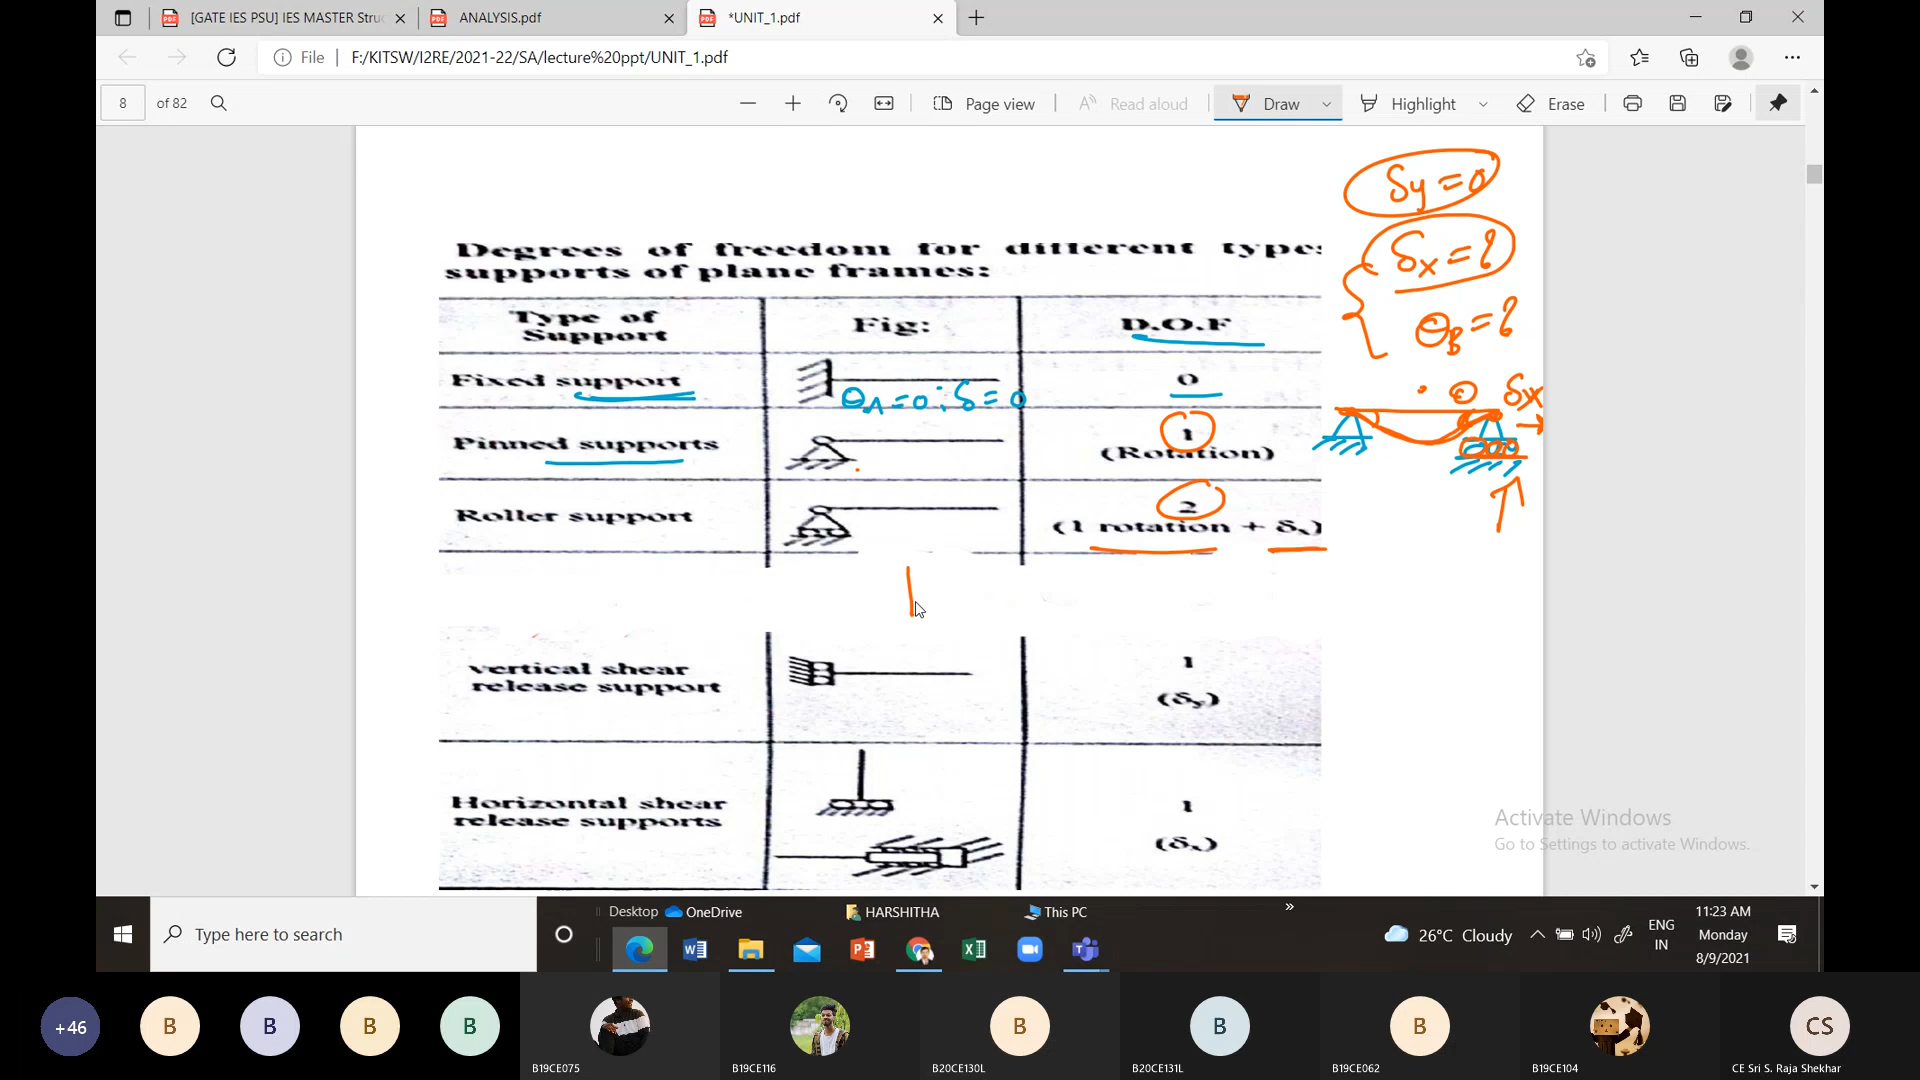 [GATE IES PSU] IES MASTER Struc
ANALYSIS.pdf
*UNIT_1.pdf
File
F:/KITSW/I2RE/2021-22/SA/lecture%20ppt/UNIT_1.pdf
8 of 82
Page view
Read aloud
Draw
Highlight
Erase
δy=0
δx=?
θB=?
Degrees of freedom for different types
supports of plane frames:
Type of
Support
Fig:
D.O.F
Fixed support
θA=0; δ=0
0
θ δx
Pinned supports
1
(Rotation)
Roller support
2
(1 rotation + δx)
vertical shear
release support
1
(δy)
Horizontal shear
release supports
1
(δx)
Activate Windows
Go to Settings to activate Windows.
Type here to search
Desktop
OneDrive
HARSHITHA
This PC
»
26°C Cloudy
ENG
IN
11:23 AM
Monday
8/9/2021
+46
B
B
B
B
B
B
B
CS
B19CE075
B19CE116
B20CE130L
B20CE131L
B19CE062
B19CE104
CE Sri S. Raja Shekhar